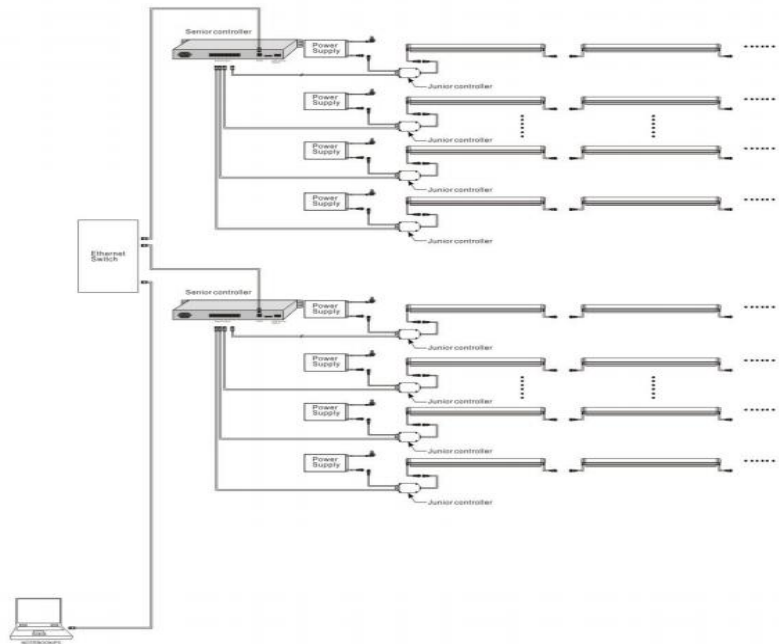 Senior controller
Power
Supply
Junior controller
Power
Supply
Junior controller
Power
Supply
Junior controller
Power
Supply
Junior controller
Ethernet
Switch
Senior controller
Power
Supply
Junior controller
Power
Supply
Junior controller
Power
Supply
Junior controller
Power
Supply
Junior controller